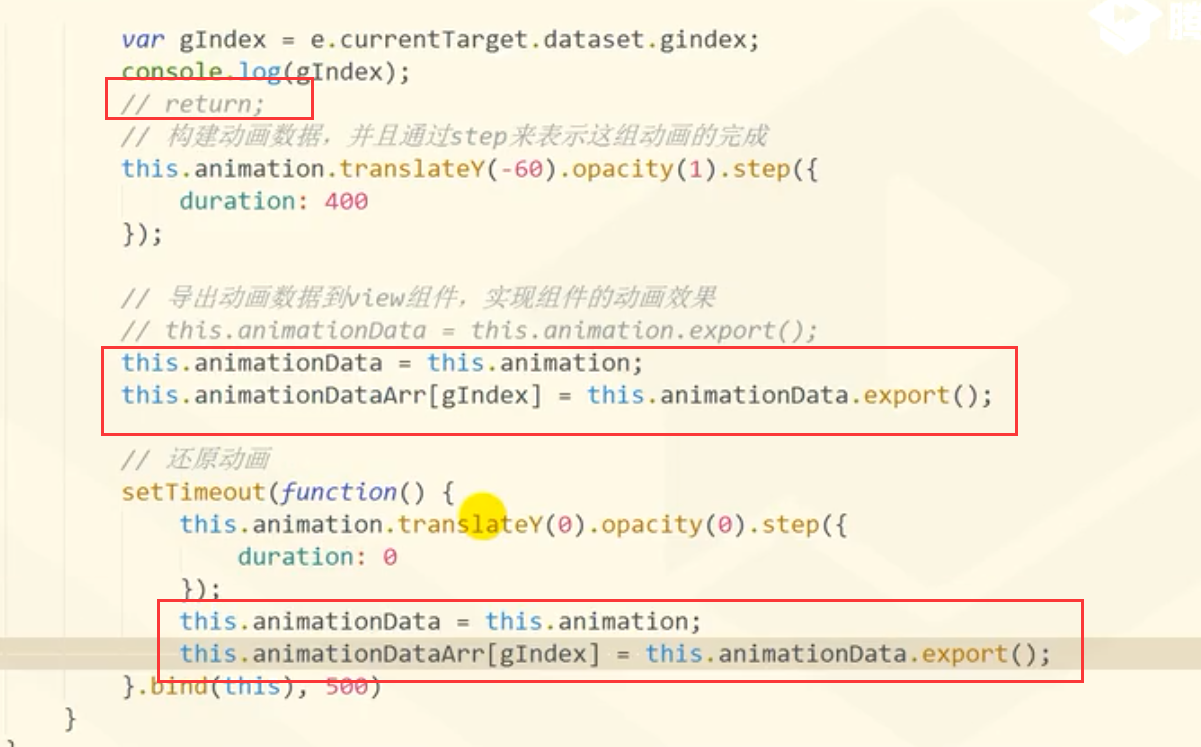 腾
var gIndex = e.currentTarget.dataset.gindex;
console.log(gIndex);
// return;
// 构建动画数据，并且通过step来表示这组动画的完成
this.animation.translateY(-60).opacity(1).step({
duration: 400
});
// 导出动画数据到view组件，实现组件的动画效果
// this.animationData = this.animation.export();
this.animationData = this.animation;
this.animationDataArr[gIndex] = this.animationData.export();
// 还原动画
setTimeout(function() {
this.animation.translateY(0).opacity(0).step({
duration: 0
});
this.animationData = this.animation;
this.animationDataArr[gIndex] = this.animationData.export();
}.bind(this), 500)
}